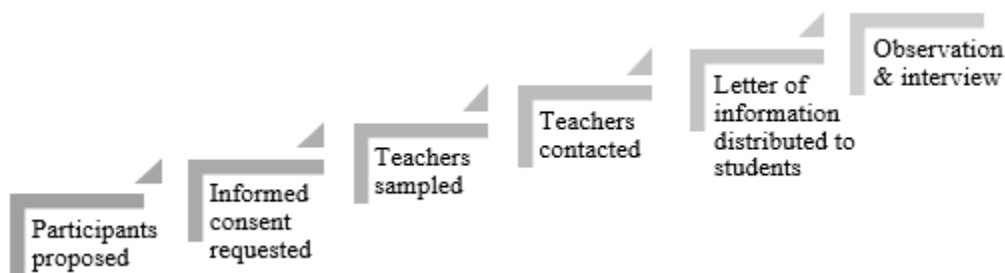 Participants
proposed
Informed
consent
requested
Teachers
sampled
Teachers
contacted
Letter of
information
distributed to
students
Observation
& interview